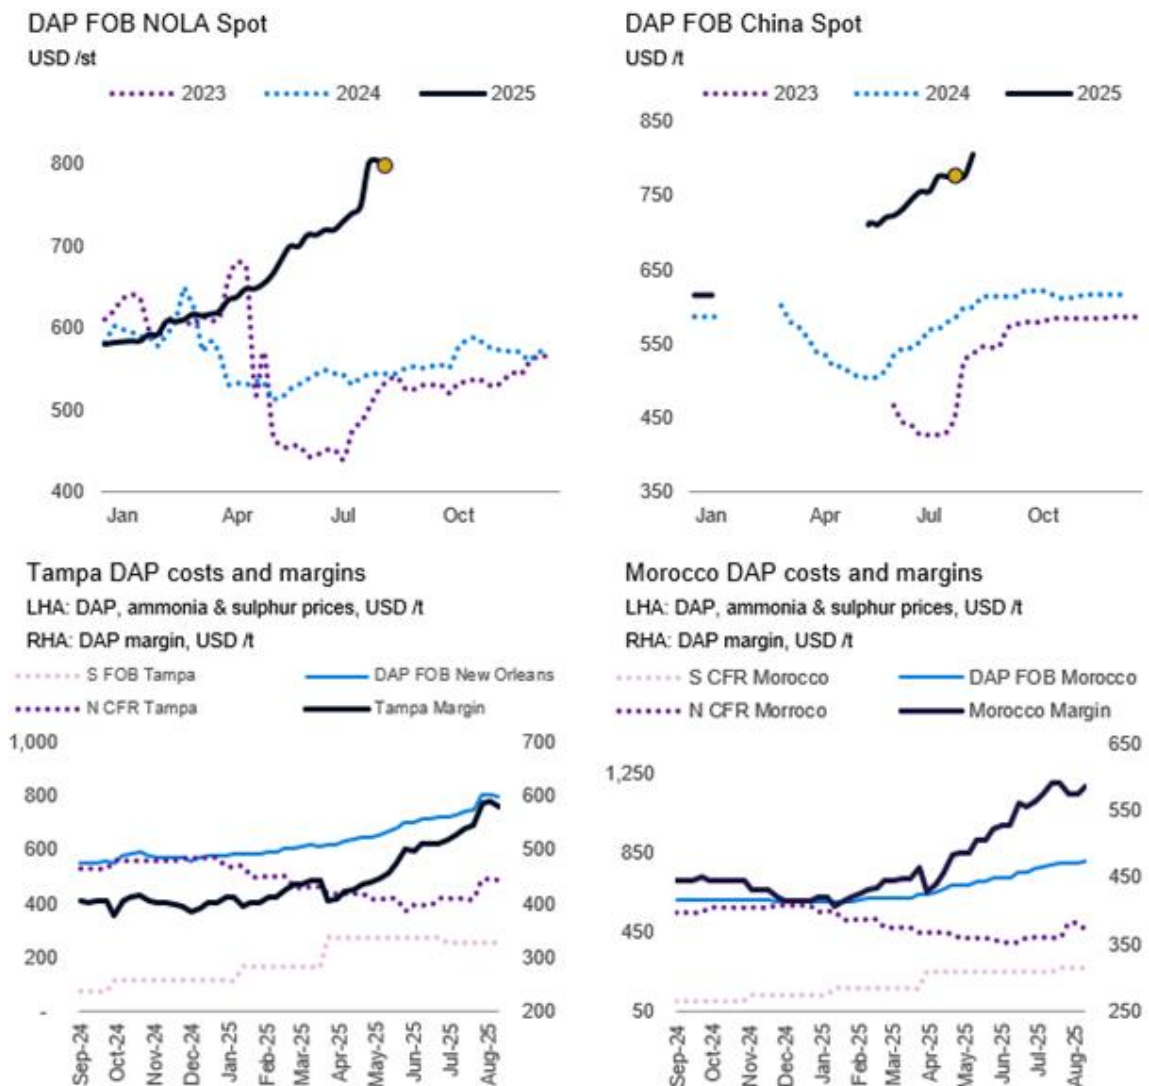 DAP FOB NOLA Spot
USD /st
2023 2024 2025
800
700
600
500
400
Jan Apr Jul Oct
DAP FOB China Spot
USD /t
2023 2024 2025
850
750
650
550
450
350
Jan Apr Jul Oct
Tampa DAP costs and margins
LHA: DAP, ammonia & sulphur prices, USD /t
RHA: DAP margin, USD /t
S FOB Tampa DAP FOB New Orleans
N CFR Tampa Tampa Margin
1,000 700
800 600
600 500
400 400
200 300
- 200
Sep-24 Oct-24 Nov-24 Dec-24 Jan-25 Feb-25 Mar-25 Apr-25 May-25 Jun-25 Jul-25 Aug-25
Morocco DAP costs and margins
LHA: DAP, ammonia & sulphur prices, USD /t
RHA: DAP margin, USD /t
S CFR Morocco DAP FOB Morocco
N CFR Morroco Morocco Margin
650
1,250
550
850
450
450
350
50 250
Sep-24 Oct-24 Nov-24 Dec-24 Jan-25 Feb-25 Mar-25 Apr-25 May-25 Jun-25 Jul-25 Aug-25